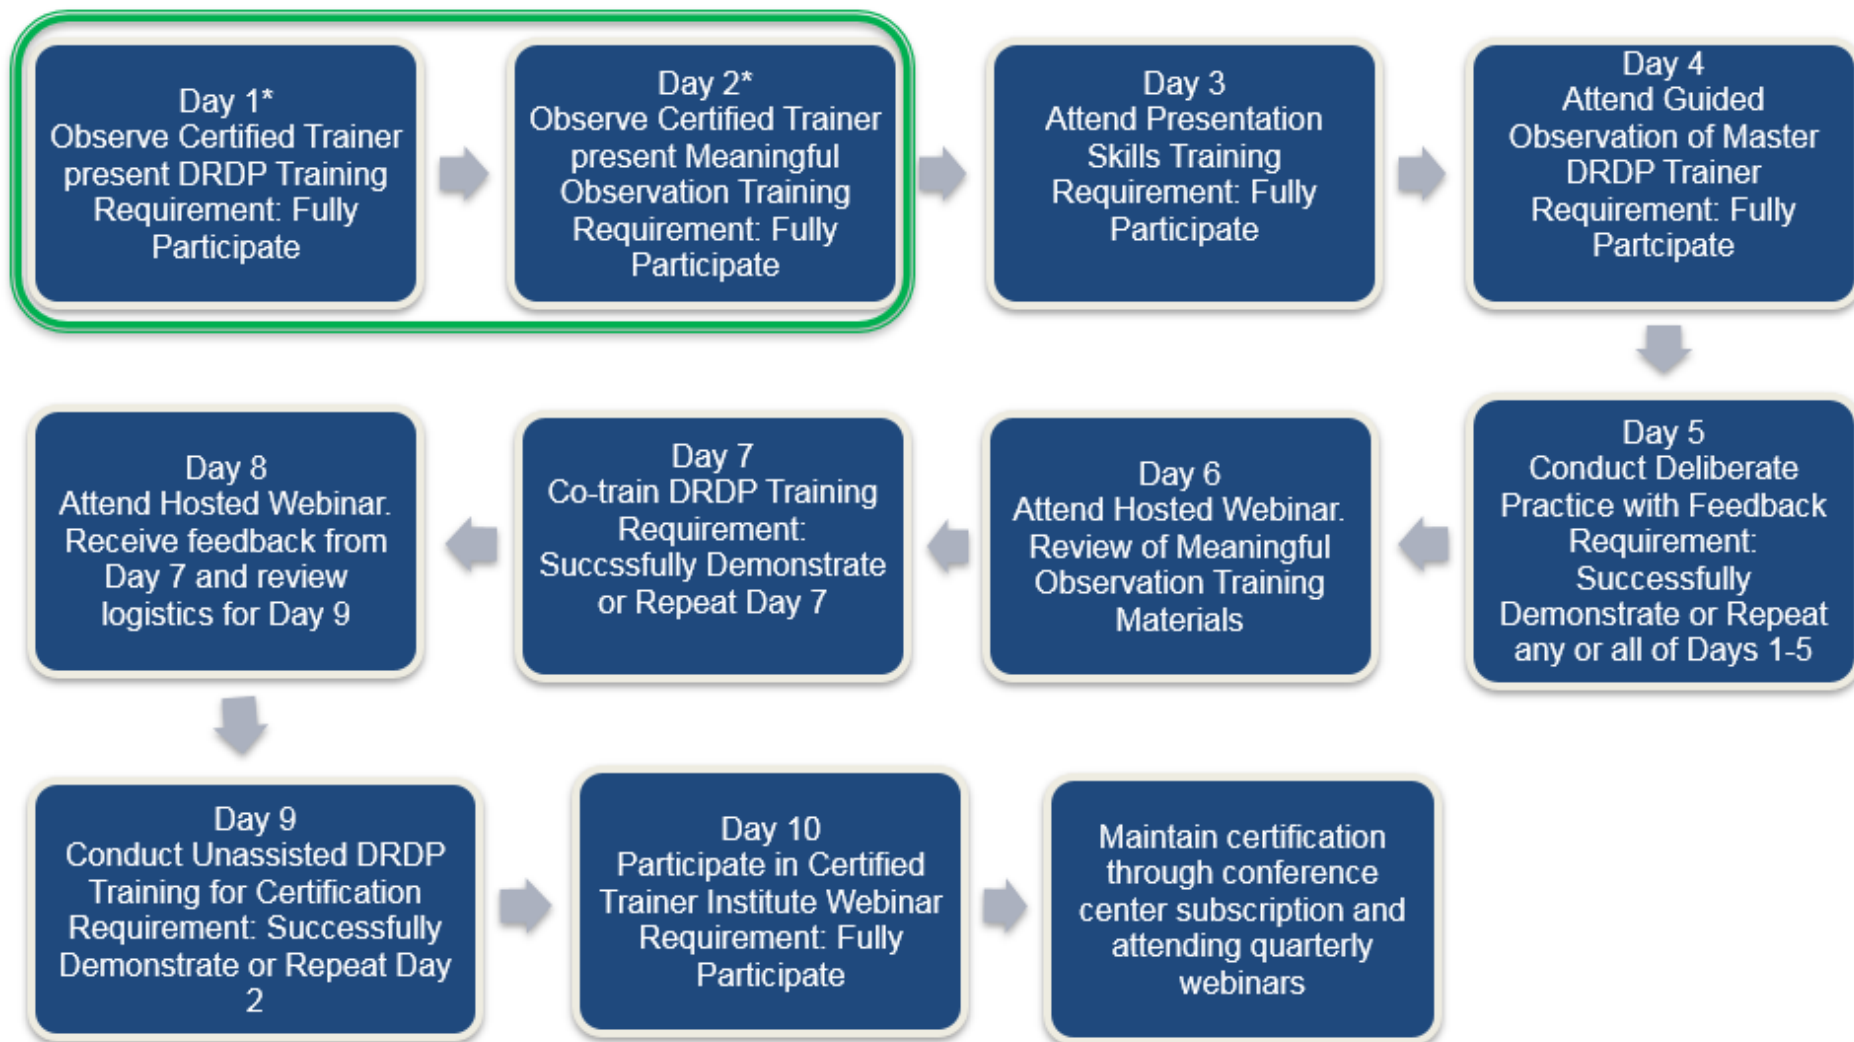 Day 1*
Observe Certified Trainer
present DRDP Training
Requirement: Fully
Participate
Day 2*
Observe Certified Trainer
present Meaningful
Observation Training
Requirement: Fully
Participate
Day 3
Attend Presentation
Skills Training
Requirement: Fully
Participate
Day 4
Attend Guided
Observation of Master
DRDP Trainer
Requirement: Fully
Partcipate
Day 5
Conduct Deliberate
Practice with Feedback
Requirement:
Successfully
Demonstrate or Repeat
any or all of Days 1-5
Day 6
Attend Hosted Webinar.
Review of Meaningful
Observation Training
Materials
Day 7
Co-train DRDP Training
Requirement:
Succssfully Demonstrate
or Repeat Day 7
Day 8
Attend Hosted Webinar.
Receive feedback from
Day 7 and review
logistics for Day 9
Day 9
Conduct Unassisted DRDP
Training for Certification
Requirement: Successfully
Demonstrate or Repeat Day
2
Day 10
Participate in Certified
Trainer Institute Webinar
Requirement: Fully
Participate
Maintain certification
through conference
center subscription and
attending quarterly
webinars